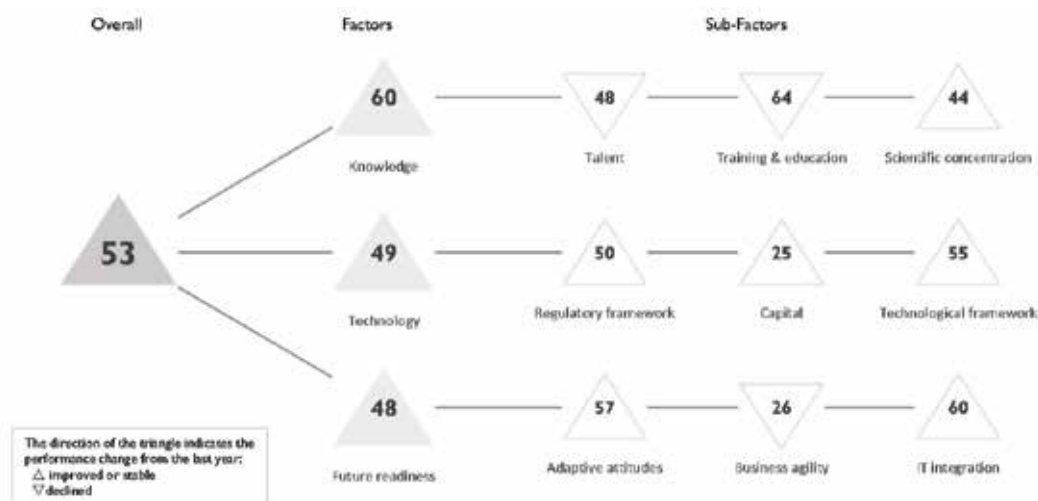 Overall Factors Sub-Factors
60 48 64 44
Knowledge Talent Training & education Scientific concentration
53 49 50 25 55
Technology Regulatory framework Capital Technological framework
48 57 26 60
Future readiness Adaptive attitudes Business agility IT integration
The direction of the triangle indicates the
performance change from the last year:
△ improved or stable
▽ declined